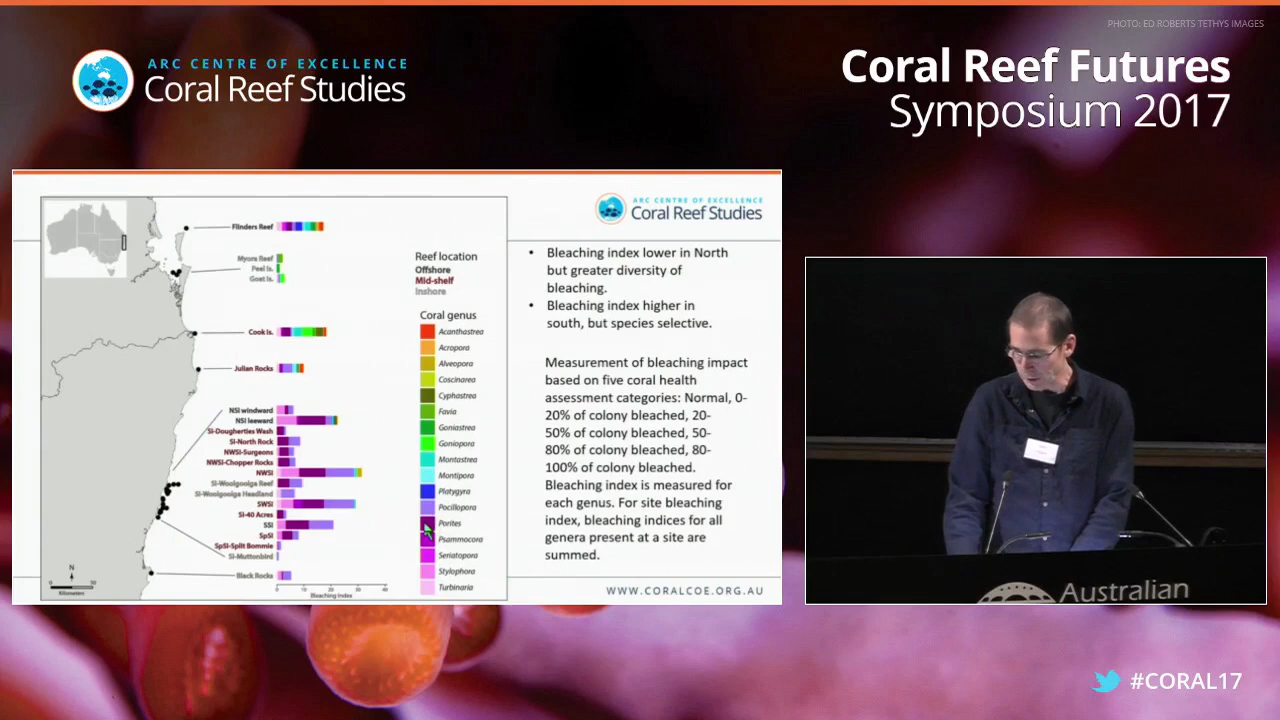 PHOTO: ED ROBERTS TETHYS IMAGES
ARC CENTRE OF EXCELLENCE
Coral Reef Studies
Coral Reef Futures
Symposium 2017
ARC CENTRE OF EXCELLENCE
Coral Reef Studies
Flinders Reef
Myora Reef
Peel Is.
Goat Is.
Cook Is.
Julian Rocks
NSI windward
NSI leeward
SI-Dougherties Wash
SI-North Rock
NWSI-Surgeons
NWSI-Chopper Rocks
NWSI
SI-Woolgoolga Reef
SI-Woolgoolga Headland
SWSI
SI-40 Acres
SSI
SpSI
SpSI-Split Bommie
SI-Muttonbird
Black Rocks
N
0 50
Kilometers
0 10 20 30 40
Bleaching Index
Reef location
Offshore
Mid-shelf
Inshore
Coral genus
Acanthastrea
Acropora
Alveopora
Coscinarea
Cyphastrea
Favia
Goniastrea
Goniopora
Montastrea
Montipora
Platygyra
Pocillopora
Porites
Psammocora
Seriatopora
Stylophora
Turbinaria
• Bleaching index lower in North
but greater diversity of
bleaching.
• Bleaching index higher in
south, but species selective.
Measurement of bleaching impact
based on five coral health
assessment categories: Normal, 0-
20% of colony bleached, 20-
50% of colony bleached, 50-
80% of colony bleached, 80-
100% of colony bleached.
Bleaching index is measured for
each genus. For site bleaching
index, bleaching indices for all
genera present at a site are
summed.
WWW.CORALCOE.ORG.AU
Australian
#CORAL17